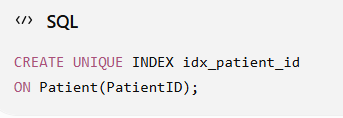 </> SQL
CREATE UNIQUE INDEX idx_patient_id
ON Patient(PatientID);